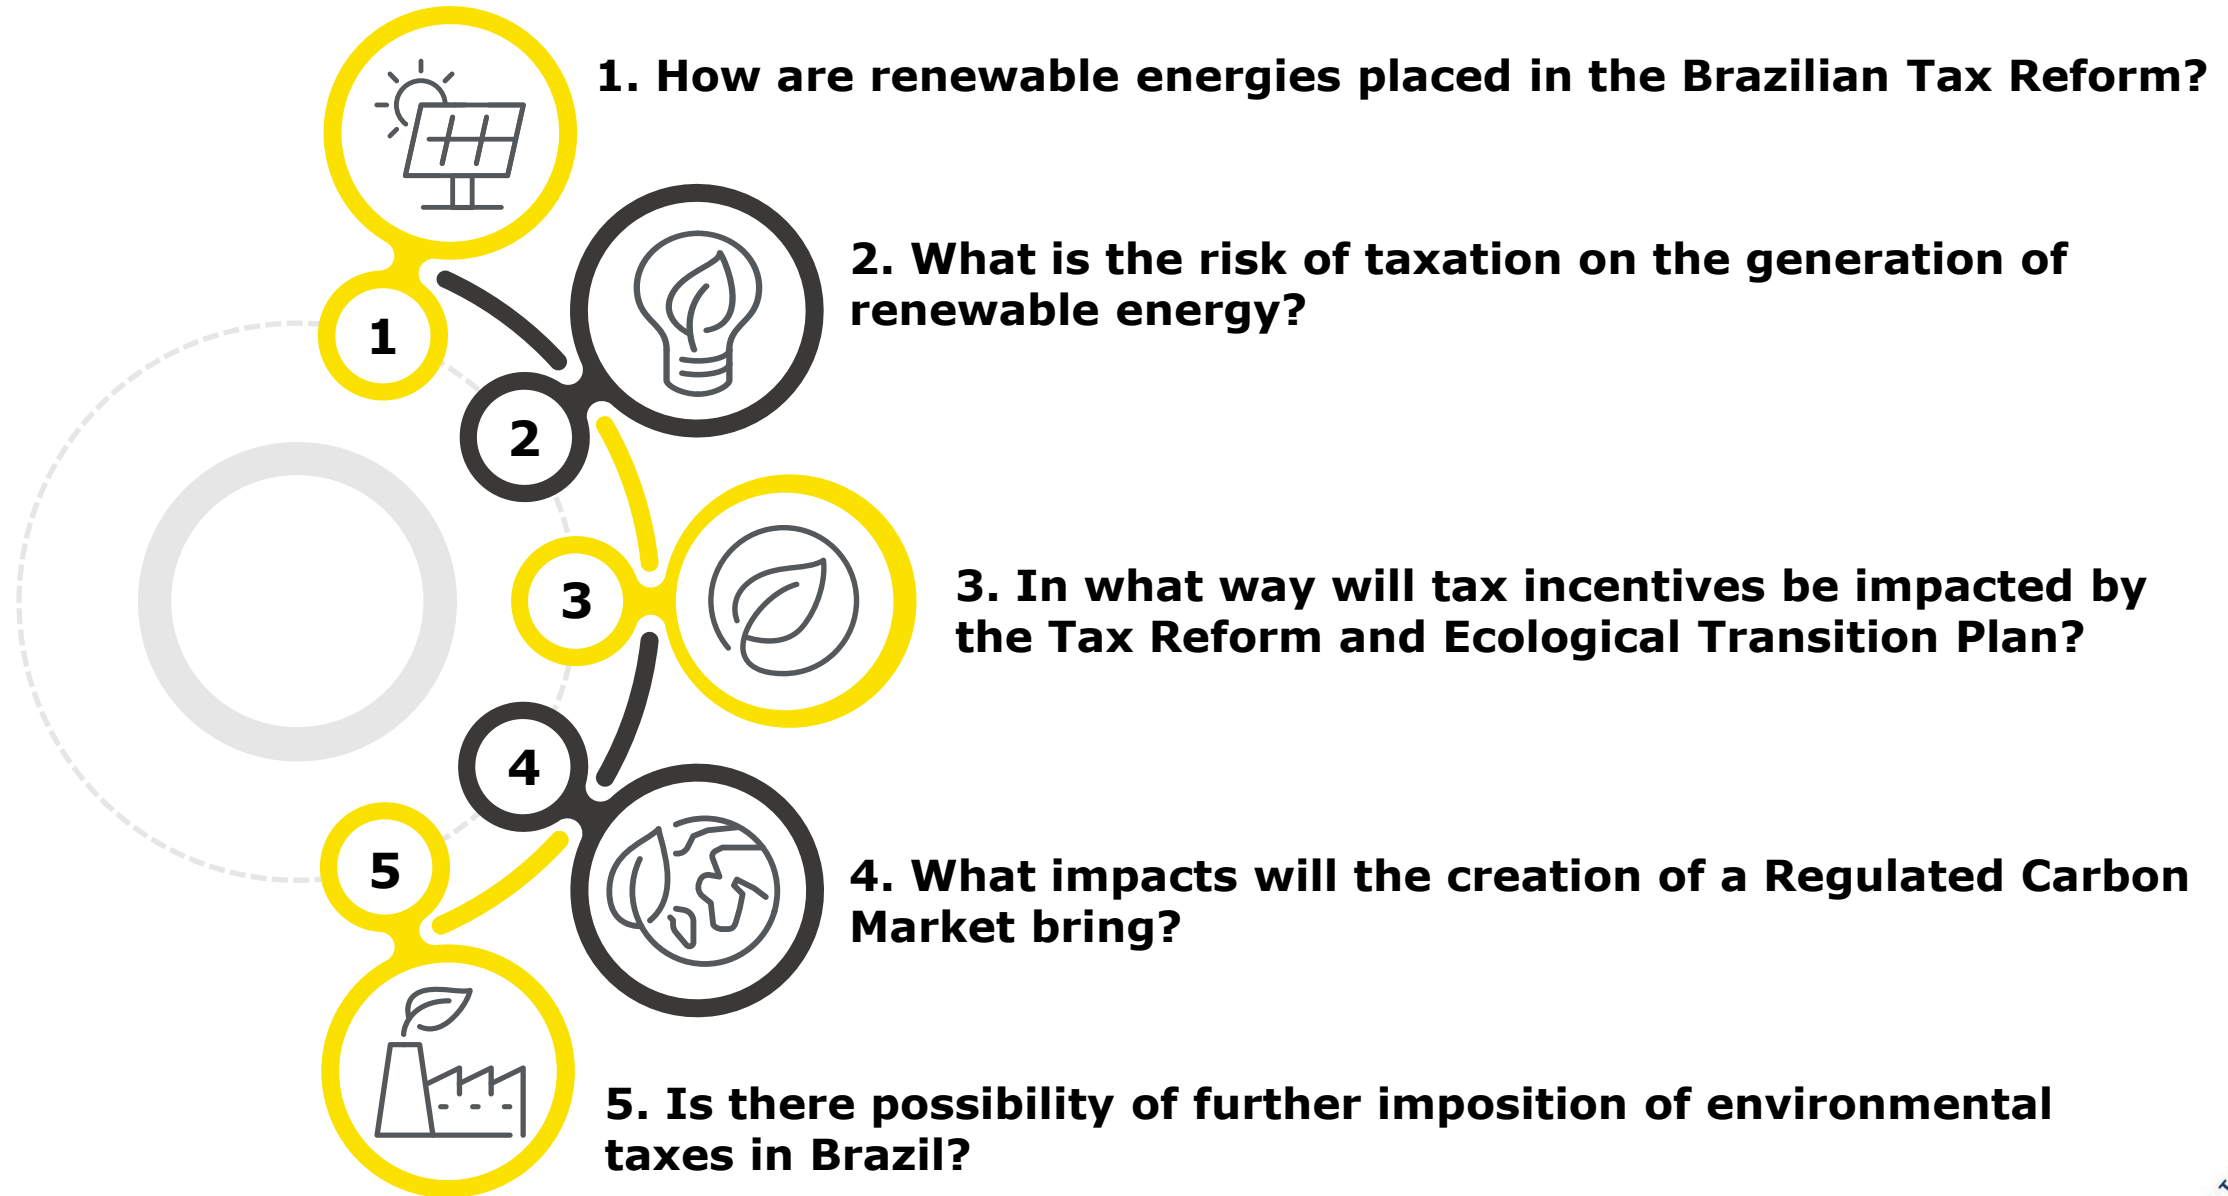 1. How are renewable energies placed in the Brazilian Tax Reform?
1
2. What is the risk of taxation on the generation of
renewable energy?
2
3
3. In what way will tax incentives be impacted by
the Tax Reform and Ecological Transition Plan?
4
4. What impacts will the creation of a Regulated Carbon
Market bring?
5
5. Is there possibility of further imposition of environmental
taxes in Brazil?